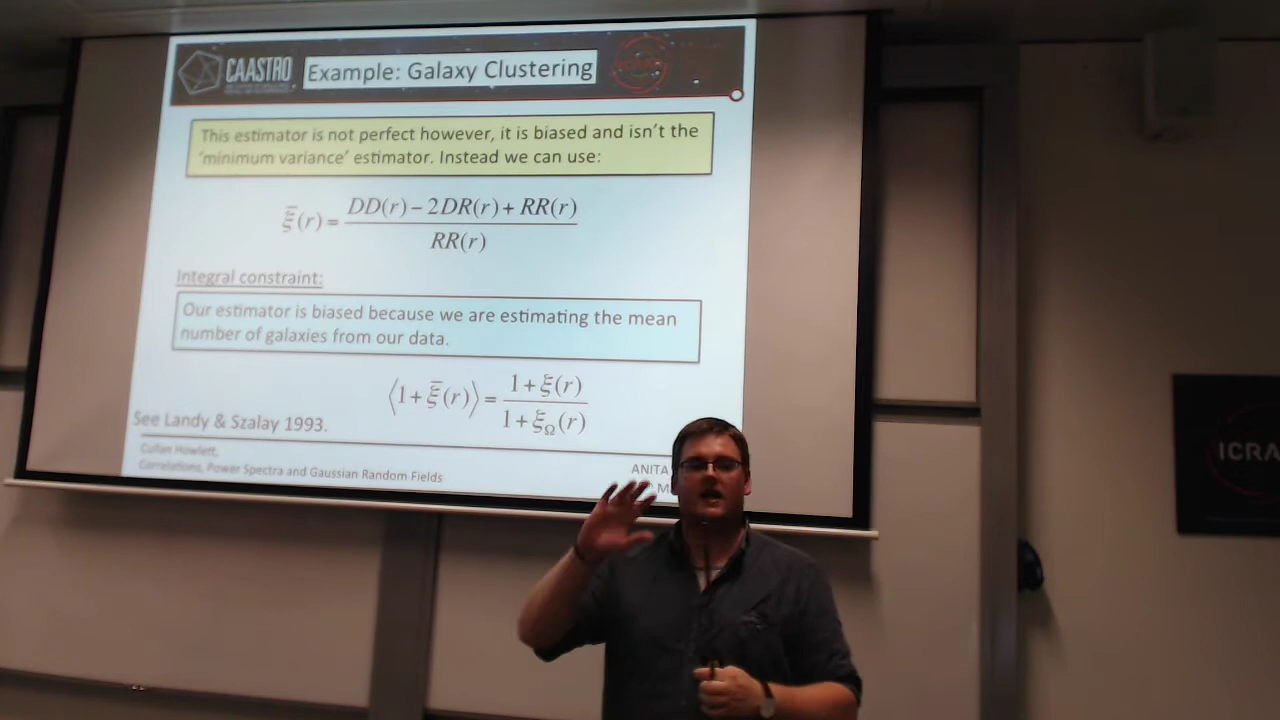 CAASTRO
Example: Galaxy Clustering
This estimator is not perfect however, it is biased and isn't the
'minimum variance' estimator. Instead we can use:
ξ̅(r) = (DD(r) − 2DR(r) + RR(r)) / RR(r)
Integral constraint:
Our estimator is biased because we are estimating the mean
number of galaxies from our data.
⟨1 + ξ̅(r)⟩ = (1 + ξ(r)) / (1 + ξ_Ω(r))
See Landy & Szalay 1993.
Cullan Howlett,
Correlations, Power Spectra and Gaussian Random Fields
ANITA
ICRA